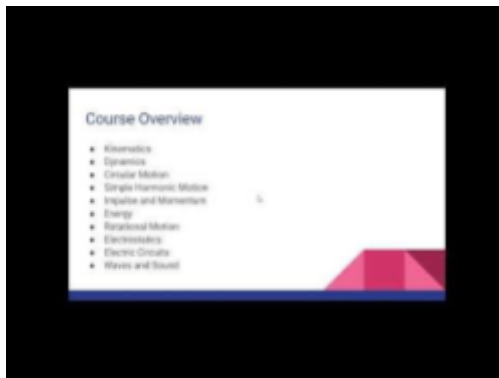 Course Overview
Kinematics
Dynamics
Circular Motion
Simple Harmonic Motion
Impulse and Momentum
Energy
Rotational Motion
Electrostatics
Electric Circuits
Waves and Sound